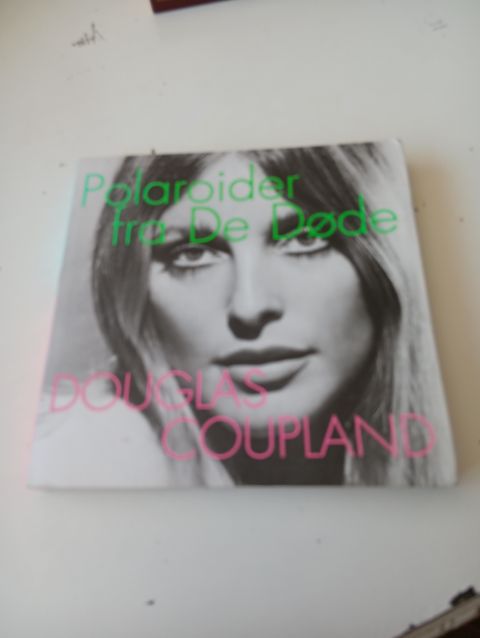 Polaroider
fra De Døde
DOUGLAS
COUPLAND